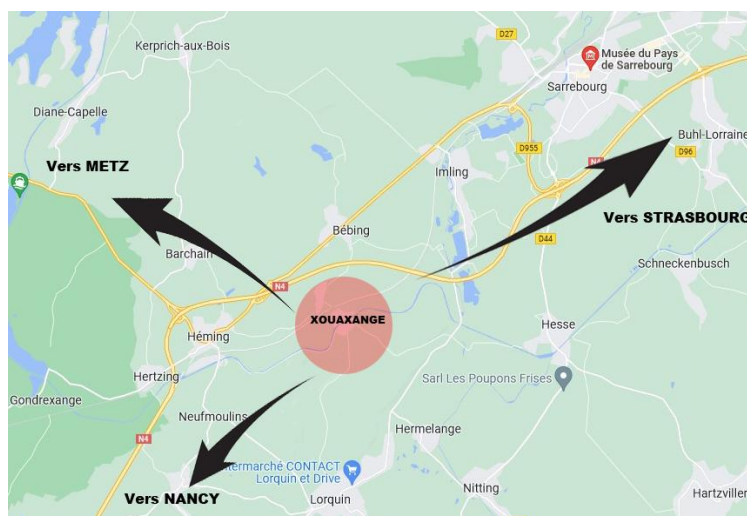 D27
Kerprich-aux-Bois
Musée du Pays
de Sarrebourg
Sarrebourg
Diane-Capelle
Buhl-Lorraine
D955
N4
D96
Vers METZ
Imling
Vers STRASBOURG
Bébing
D44
Barchain
Schneckenbusch
N4
XOUAXANGE
Héming
Hesse
Hertzing
Sarl Les Poupons Frises
Gondrexange
Neufmoulins
Hermelange
N4
termarché CONTACT
Lorquin et Drive
Vers NANCY
Lorquin
Nitting
Hartzviller